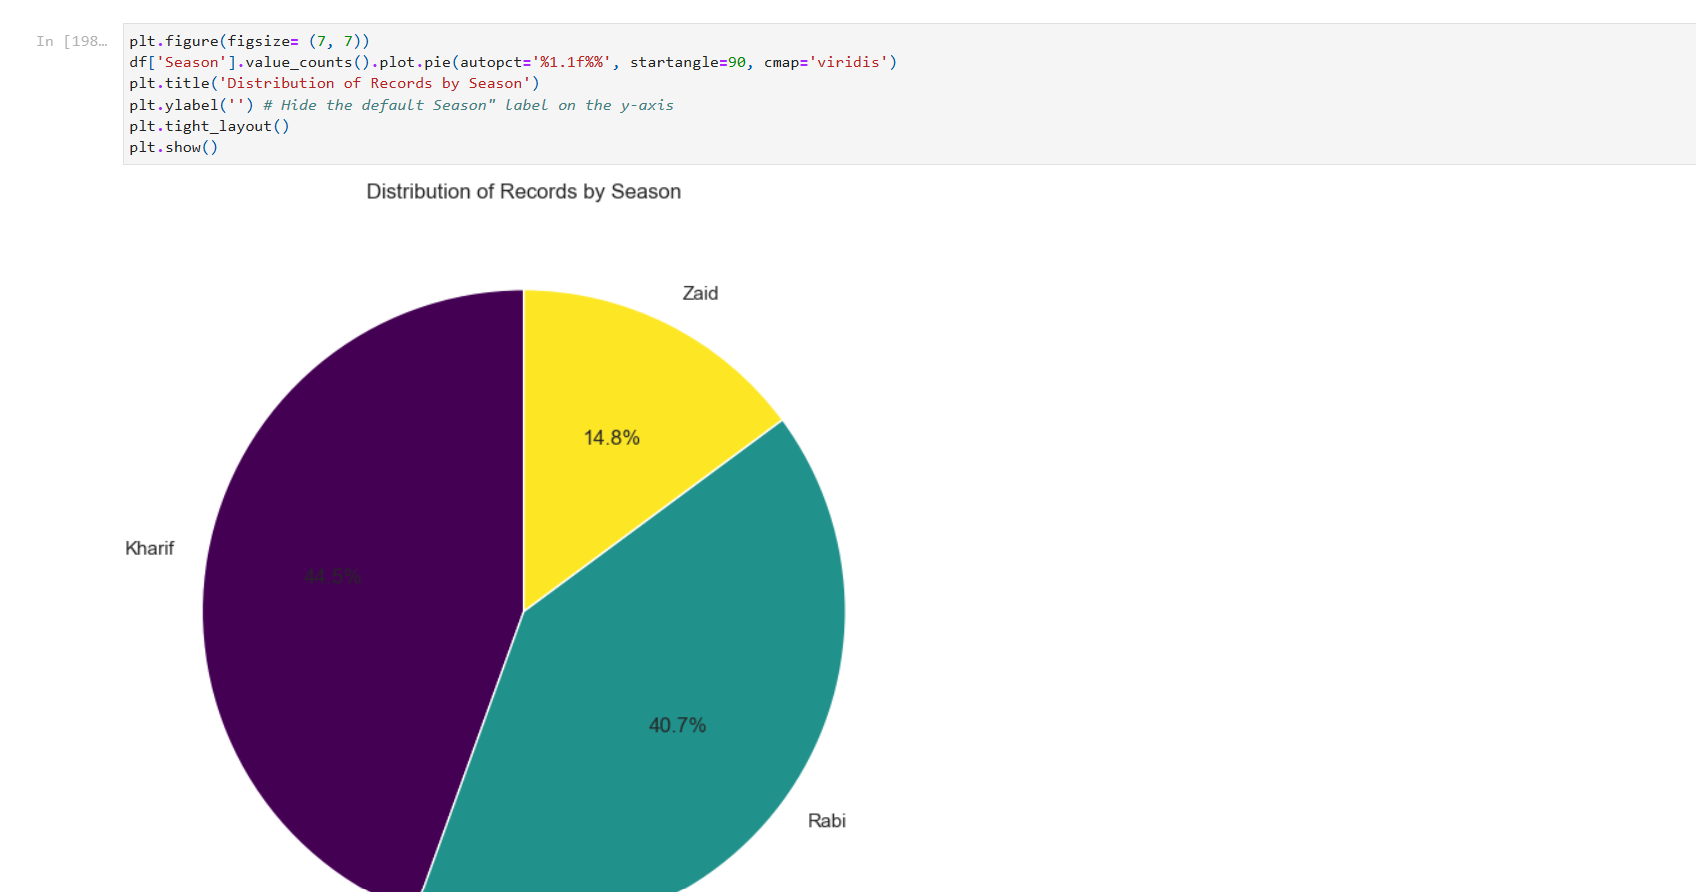 In [198…
plt.figure(figsize= (7, 7))
df['Season'].value_counts().plot.pie(autopct='%1.1f%%', startangle=90, cmap='viridis')
plt.title('Distribution of Records by Season')
plt.ylabel('') # Hide the default Season" label on the y-axis
plt.tight_layout()
plt.show()
Distribution of Records by Season
Zaid
14.8%
Kharif
44.5%
40.7%
Rabi